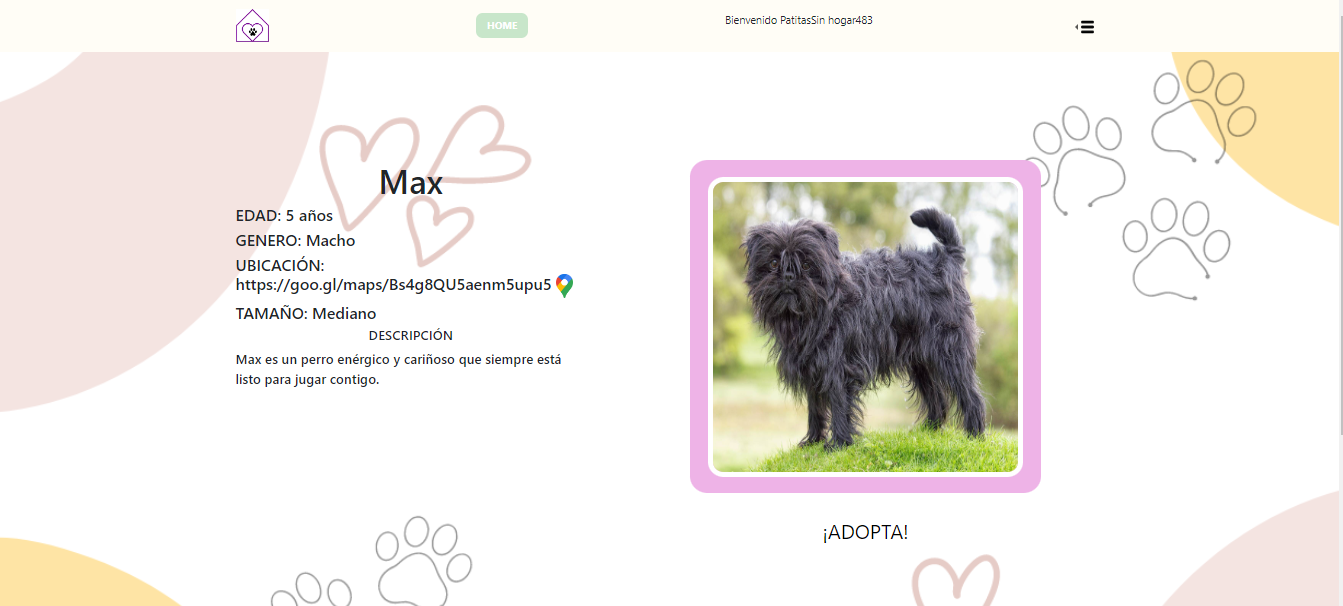 HOME
Bienvenido PatitasSin hogar483
Max
EDAD: 5 años
GENERO: Macho
UBICACIÓN:
https://goo.gl/maps/Bs4g8QU5aenm5upu5
TAMAÑO: Mediano
DESCRIPCIÓN
Max es un perro enérgico y cariñoso que siempre está
listo para jugar contigo.
¡ADOPTA!